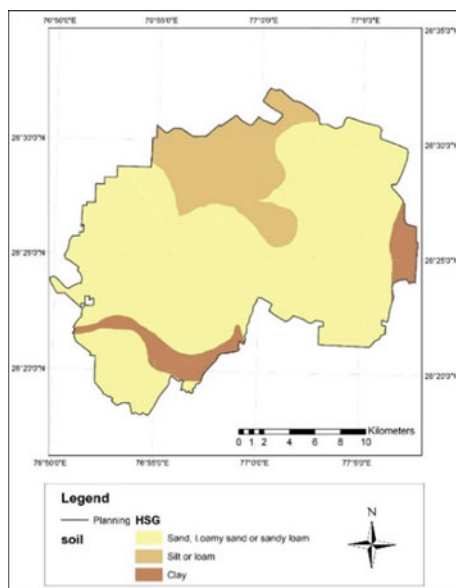 76°50'0"E 76°55'0"E 77°0'0"E 77°5'0"E
28°35'0"N
28°30'0"N
28°30'0"N
28°25'0"N
28°25'0"N
28°20'0"N
28°20'0"N
Kilometers
0 1 2 4 6 8 10
76°50'0"E 76°55'0"E 77°0'0"E 77°5'0"E
Legend
Planning HSG
soil
Sand, Loamy sand or sandy loam
Silt or loam
Clay
N